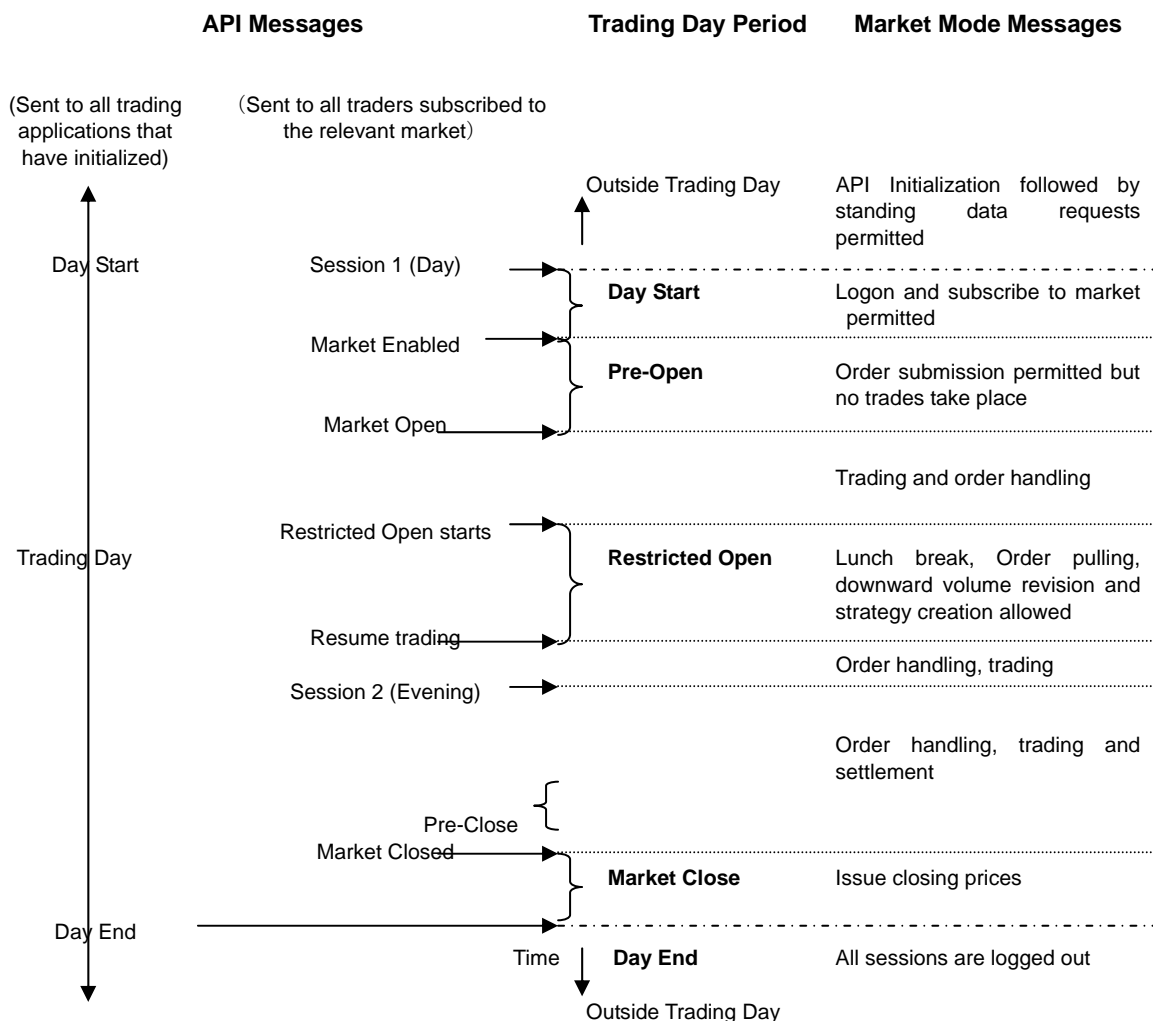 API Messages Trading Day Period Market Mode Messages
(Sent to all trading
applications that
have initialized)
（Sent to all traders subscribed to
the relevant market）
Outside Trading Day
API Initialization followed by
standing data requests
permitted
Day Start
Session 1 (Day)
Day Start
Logon and subscribe to market
permitted
Market Enabled
Pre-Open
Order submission permitted but
no trades take place
Market Open
Trading and order handling
Restricted Open starts
Trading Day
Restricted Open
Lunch break, Order pulling,
downward volume revision and
strategy creation allowed
Resume trading
Order handling, trading
Session 2 (Evening)
Order handling, trading and
settlement
Pre-Close
Market Closed
Market Close
Issue closing prices
Day End
Time
Day End
All sessions are logged out
Outside Trading Day